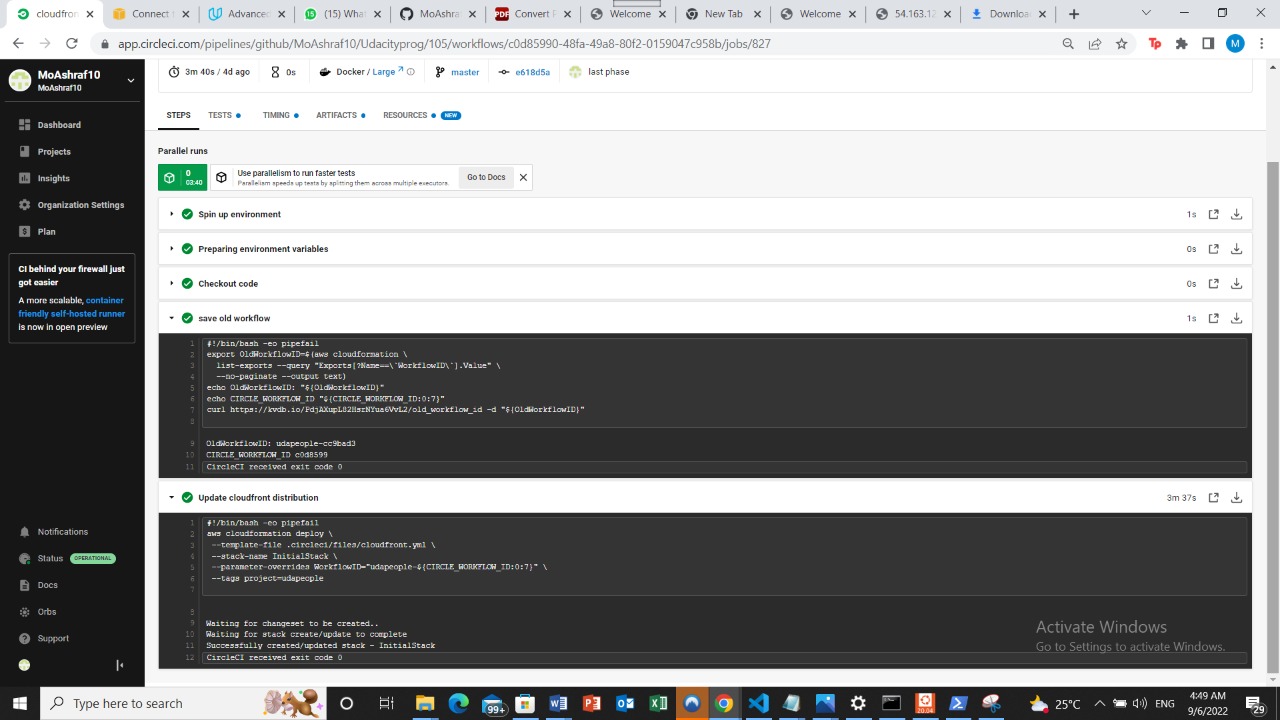 cloudfron
Connect t
Advanced
(15) What
MoAshraf
PDF Convertir
Welcome
New Tab
Welcome
54.163.12
Download
app.circleci.com/pipelines/github/MoAshraf10/Udacityprog/105/workflows/c0d85990-48fa-49a8-80f2-0159047c958b/jobs/827
M
MoAshraf10
MoAshraf10
Dashboard
Projects
Insights
Organization Settings
Plan
CI behind your firewall just
got easier
A more scalable, container
friendly self-hosted runner
is now in open preview
Notifications
Status OPERATIONAL
Docs
Orbs
Support
3m 40s / 4d ago
0s
Docker / Large
master
e618d5a
last phase
STEPS
TESTS
TIMING
ARTIFACTS
RESOURCES NEW
Parallel runs
0
03:40
Use parallelism to run faster tests
Parallelism speeds up tests by splitting them across multiple executors.
Go to Docs
Spin up environment 1s
Preparing environment variables 0s
Checkout code 0s
save old workflow 1s
1 #!/bin/bash -eo pipefail
2 export OldWorkflowID=$(aws cloudformation \
3 list-exports --query "Exports[?Name==\`WorkflowID\`].Value" \
4 --no-paginate --output text)
5 echo OldWorkflowID: "${OldWorkflowID}"
6 echo CIRCLE_WORKFLOW_ID "${CIRCLE_WORKFLOW_ID:0:7}"
7 curl https://kvdb.io/PdjAXupL82HsrNYua6VvL2/old_workflow_id -d "${OldWorkflowID}"
8
9 OldWorkflowID: udapeople-cc9bad3
10 CIRCLE_WORKFLOW_ID c0d8599
11 CircleCI received exit code 0
Update cloudfront distribution 3m 37s
1 #!/bin/bash -eo pipefail
2 aws cloudformation deploy \
3 --template-file .circleci/files/cloudfront.yml \
4 --stack-name InitialStack \
5 --parameter-overrides WorkflowID="udapeople-${CIRCLE_WORKFLOW_ID:0:7}" \
6 --tags project=udapeople
7
8
9 Waiting for changeset to be created..
10 Waiting for stack create/update to complete
11 Successfully created/updated stack - InitialStack
12 CircleCI received exit code 0
Activate Windows
Go to Settings to activate Windows.
Type here to search
99+
20.04
25°C
ENG
4:49 AM
9/6/2022
29